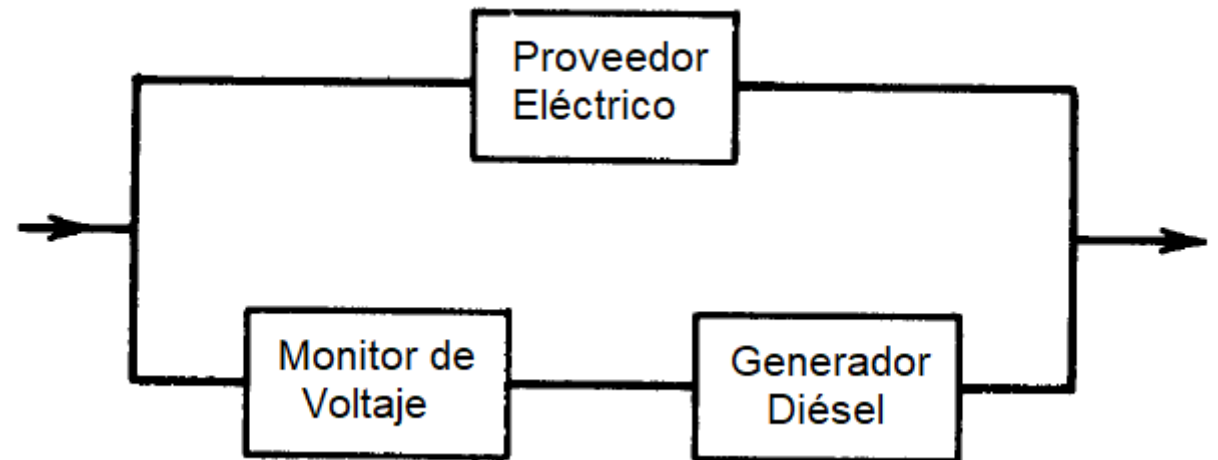 Proveedor
Eléctrico
Monitor de
Voltaje
Generador
Diésel